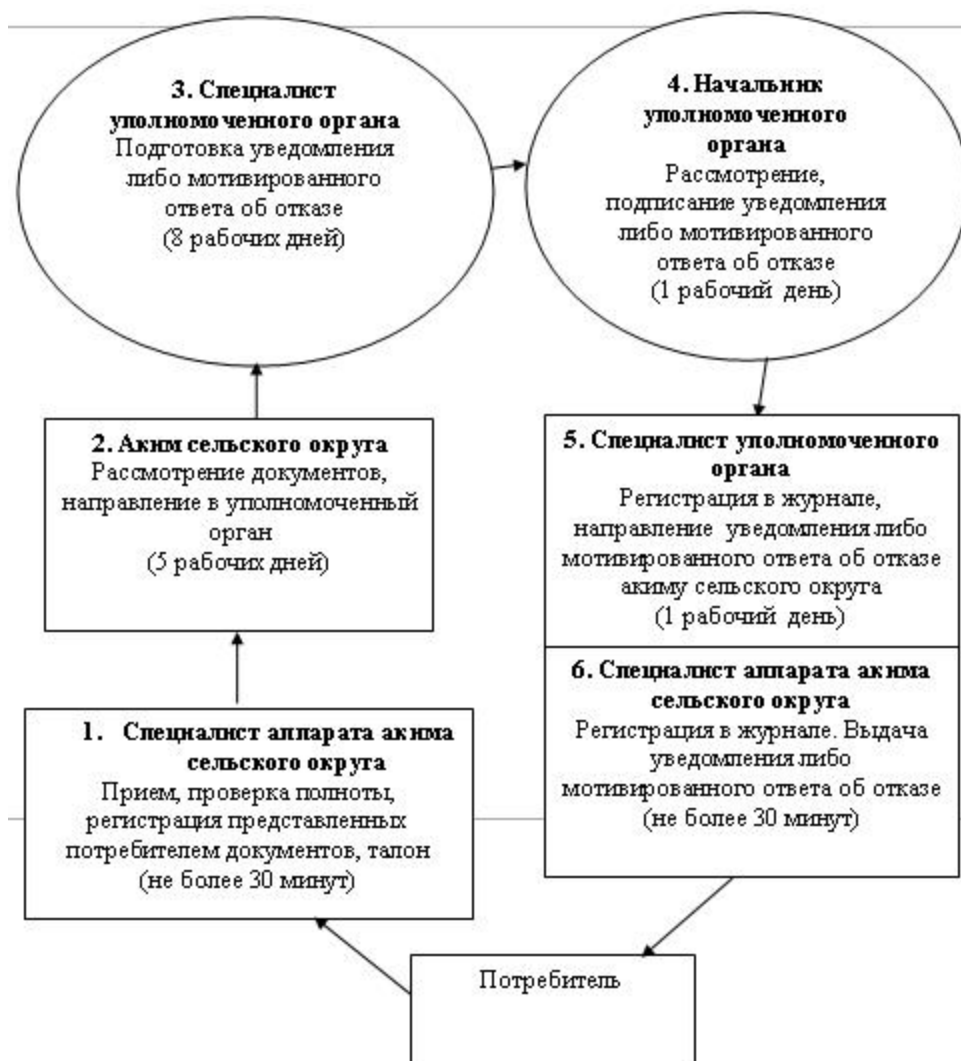 3. Специалист
уполномоченного органа
Подготовка уведомления
либо мотивированного
ответа об отказе
(8 рабочих дней)
4. Начальник
уполномоченного
органа
Рассмотрение,
подписание уведомления
либо мотивированного
ответа об отказе
(1 рабочий день)
2. Аким сельского округа
Рассмотрение документов,
направление в уполномоченный
орган
(5 рабочих дней)
5. Специалист уполномоченного
органа
Регистрация в журнале,
направление уведомления либо
мотивированного ответа об отказе
акиму сельского округа
(1 рабочий день)
1. Специалист аппарата акима
сельского округа
Прием, проверка полноты,
регистрация представленных
потребителем документов, талон
(не более 30 минут)
6. Специалист аппарата акима
сельского округа
Регистрация в журнале. Выдача
уведомления либо
мотивированного ответа об отказе
(не более 30 минут)
Потребитель